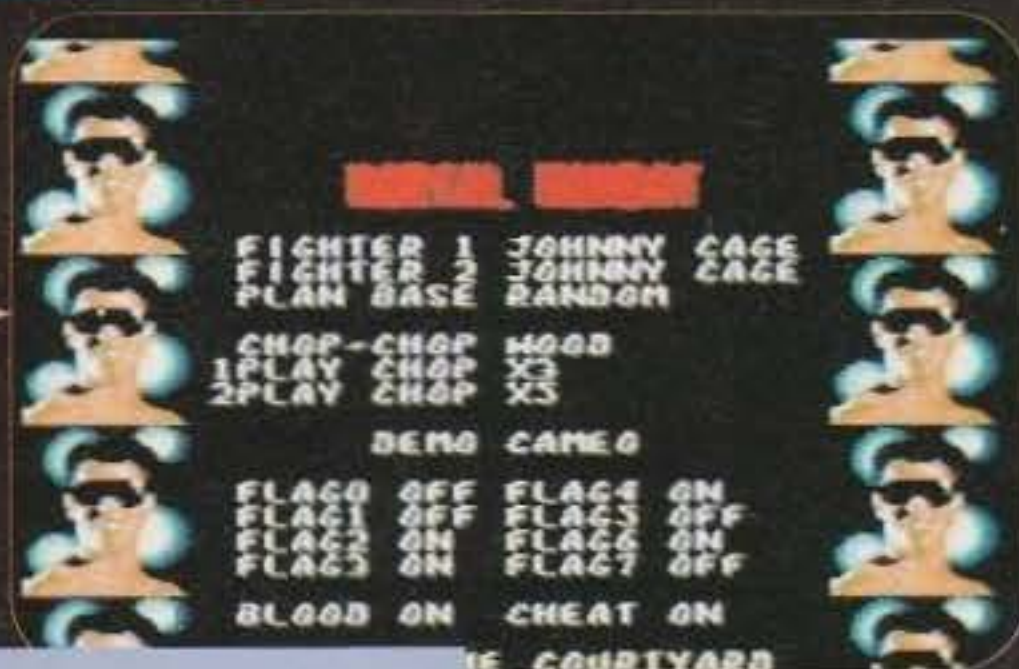 FIGHTER 1 JOHNNY CAGE
FIGHTER 2 JOHNNY CAGE
PLAN BASE RANDOM
CHOP-CHOP WOOD
1PLAY CHOP X3
2PLAY CHOP X5
DEMO CAMEO
FLAG0 OFF FLAG4 ON
FLAG1 OFF FLAG5 OFF
FLAG2 ON FLAG6 ON
FLAG3 ON FLAG7 OFF
BLOOD ON CHEAT ON
COURTYARD